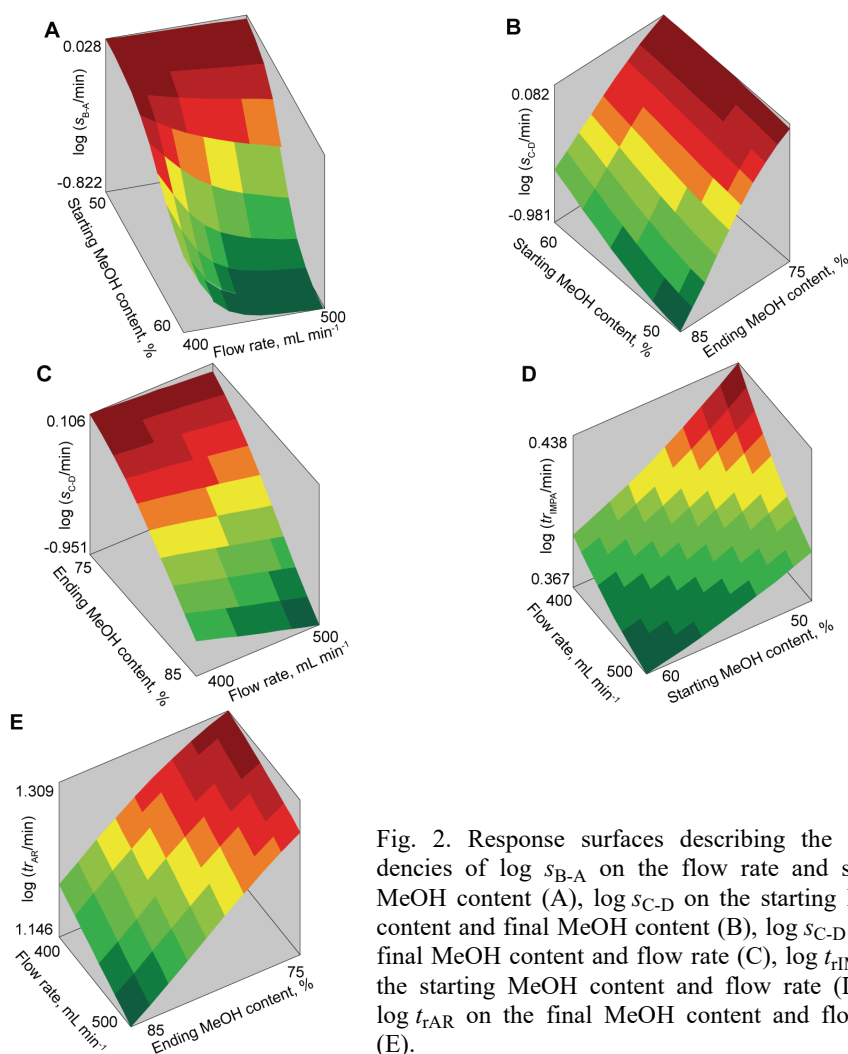 A
0.028
log (sB-A/min)
-0.822
50
Starting MeOH content, %
60
400
Flow rate, mL min-1
500
B
0.082
log (sC-D/min)
-0.981
60
Starting MeOH content, %
50
85
Ending MeOH content, %
75
C
0.106
log (sC-D/min)
-0.951
75
Ending MeOH content, %
85
400
Flow rate, mL min-1
500
D
0.438
log (trIMPA/min)
0.367
400
Flow rate, mL min-1
500
60
Starting MeOH content, %
50
E
1.309
log (trAR/min)
1.146
400
Flow rate, mL min-1
500
85
Ending MeOH content, %
75
Fig. 2. Response surfaces describing the
dencies of log sB-A on the flow rate and s
MeOH content (A), log sC-D on the starting
content and final MeOH content (B), log sC-D
final MeOH content and flow rate (C), log trIM
the starting MeOH content and flow rate (D
log trAR on the final MeOH content and flow
(E).